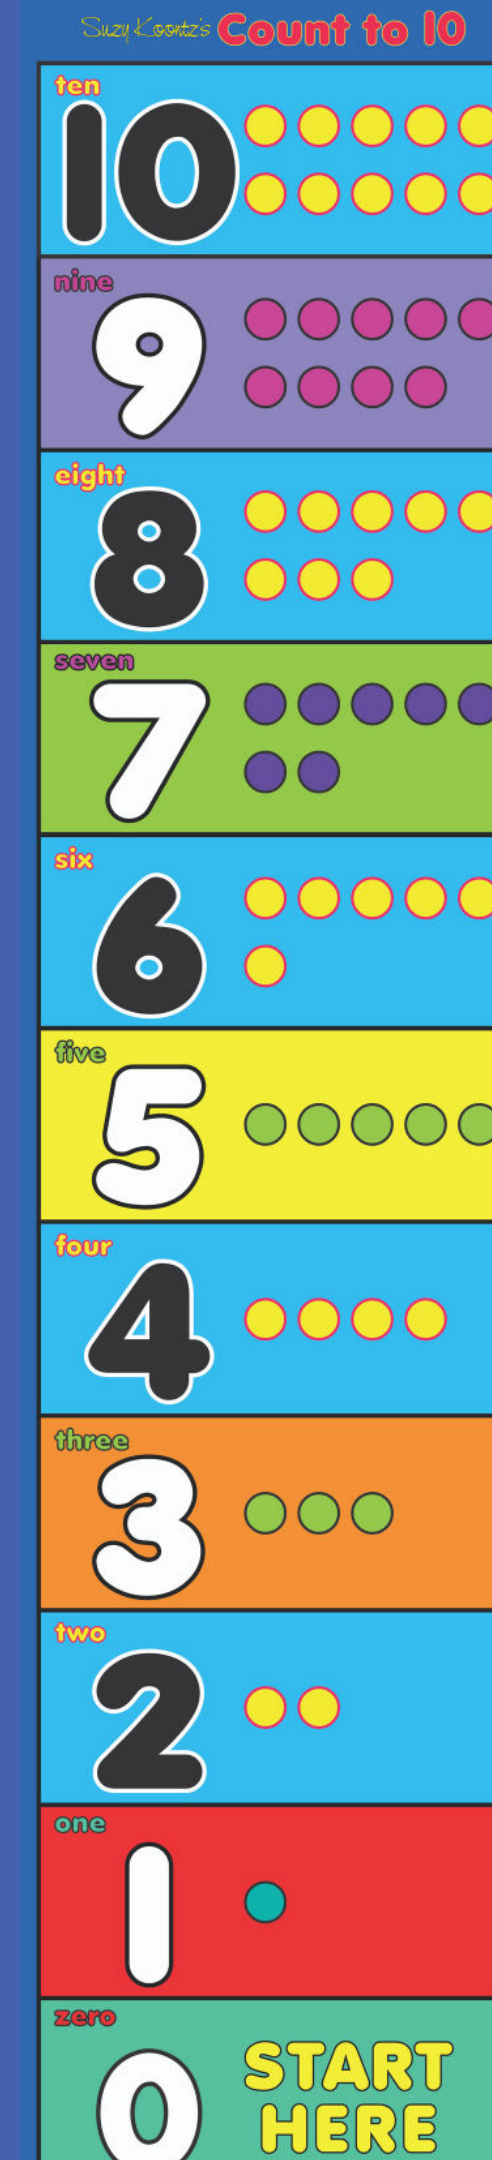 Suzy Koontz's Count to 10
ten
10
nine
9
eight
8
seven
7
six
6
five
5
four
4
three
3
two
2
one
1
zero
0
START
HERE